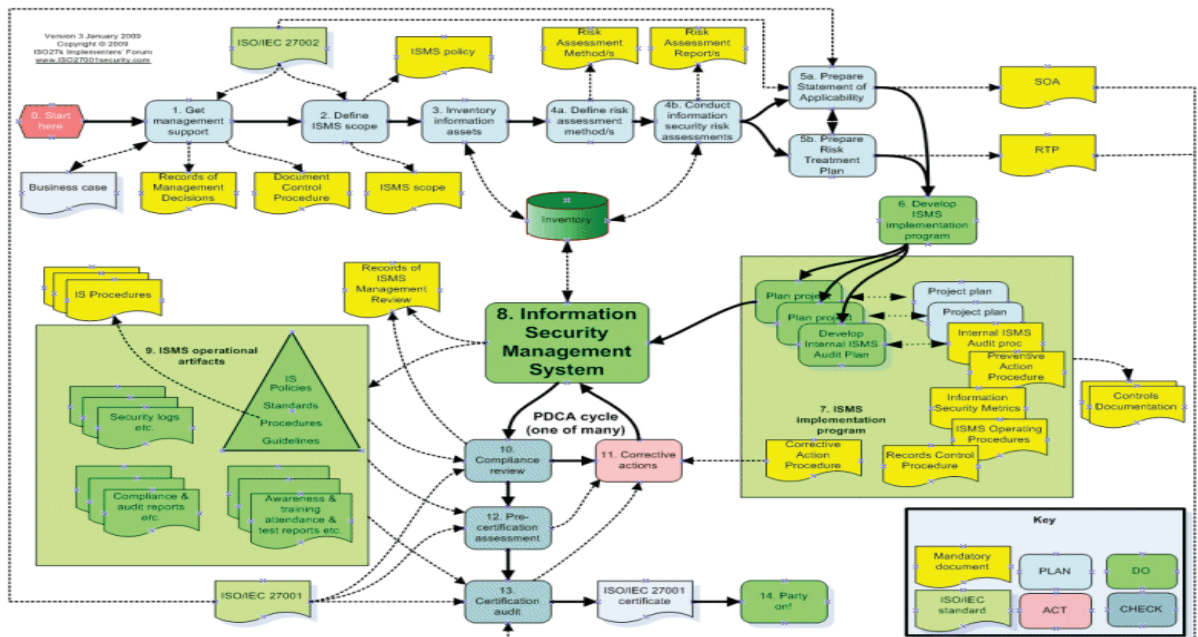 Version 3 January 2009
Copyright © 2009
ISO27k Implementers' Forum
www.ISO27001security.com
ISO/IEC 27002
ISMS policy
Risk
Assessment
Method/s
Risk
Assessment
Report/s
0. Start
here
1. Get
management
support
2. Define
ISMS scope
3. Inventory
information
assets
4a. Define risk
assessment
method/s
4b. Conduct
information
security risk
assessments
5a. Prepare
Statement of
Applicability
SOA
5b. Prepare
Risk
Treatment
Plan
RTP
Business case
Records of
Management
Decisions
Document
Control
Procedure
ISMS scope
Inventory
6. Develop
ISMS
implementation
program
IS Procedures
Records of
ISMS
Management
Review
8. Information
Security
Management
System
Plan project
Plan project
Develop
Internal ISMS
Audit Plan
Project plan
Project plan
Internal ISMS
Audit proc
Preventive
Action
Procedure
Information
Security Metrics
ISMS Operating
Procedures
Records Control
Procedure
Controls
Documentation
7. ISMS
implementation
program
Corrective
Action
Procedure
9. ISMS operational
artifacts
IS
Policies
Standards
Procedures
Guidelines
Security logs
etc.
Compliance &
audit reports
etc.
Awareness &
training
attendance &
test reports etc.
PDCA cycle
(one of many)
10.
Compliance
review
11. Corrective
actions
12. Pre-
certification
assessment
ISO/IEC 27001
13.
Certification
audit
ISO/IEC 27001
certificate
14. Party
on!
Key
Mandatory
document
PLAN
DO
ISO/IEC
standard
ACT
CHECK